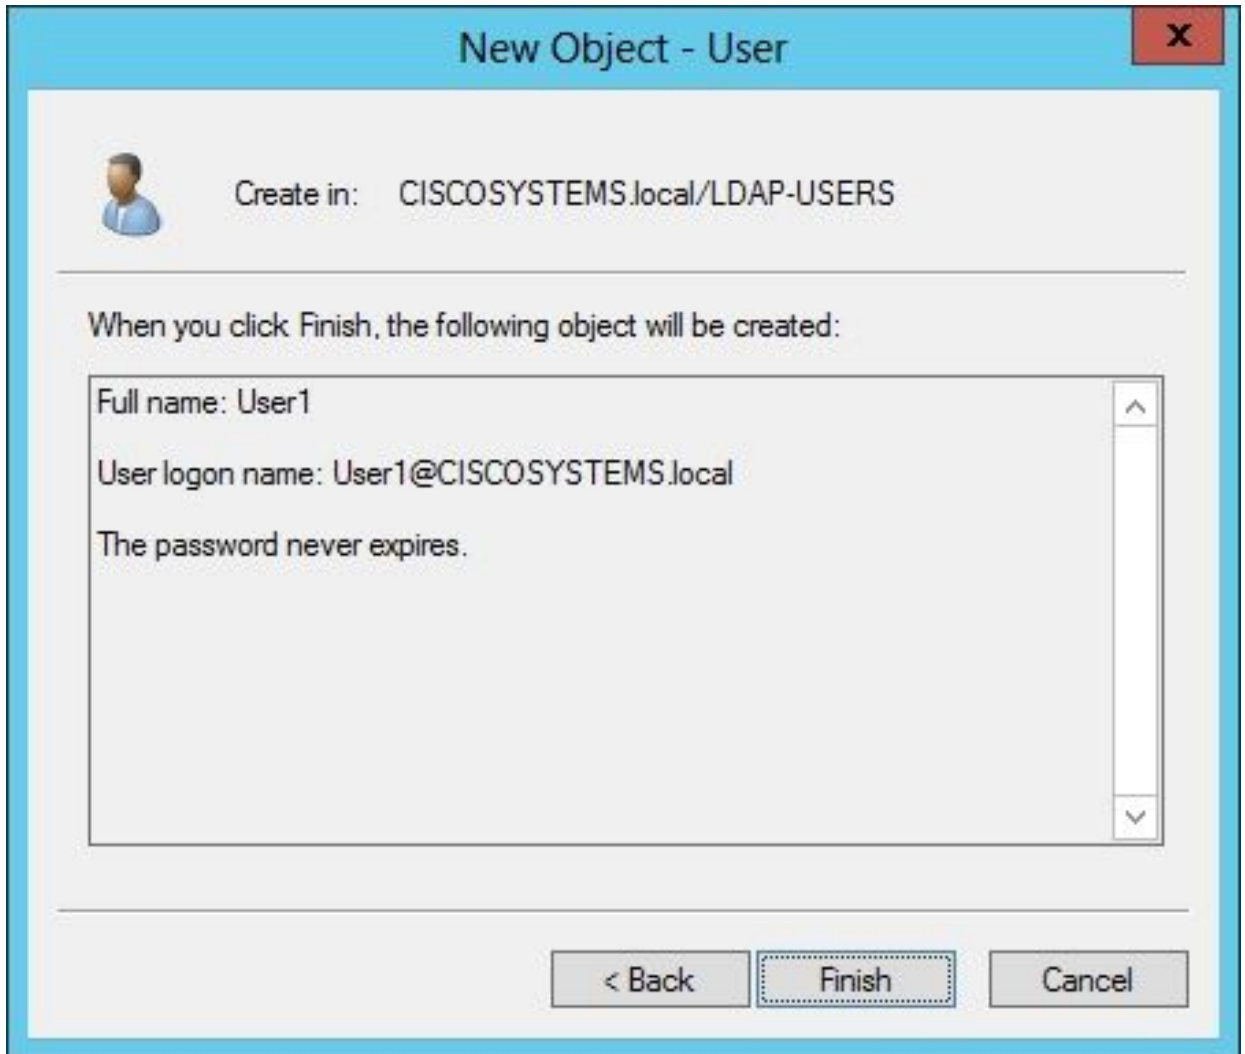 New Object - User
x
Create in: CISCOSYSTEMS.local/LDAP-USERS
When you click Finish, the following object will be created:
Full name: User1
User logon name: User1@CISCOSYSTEMS.local
The password never expires.
< Back Finish Cancel